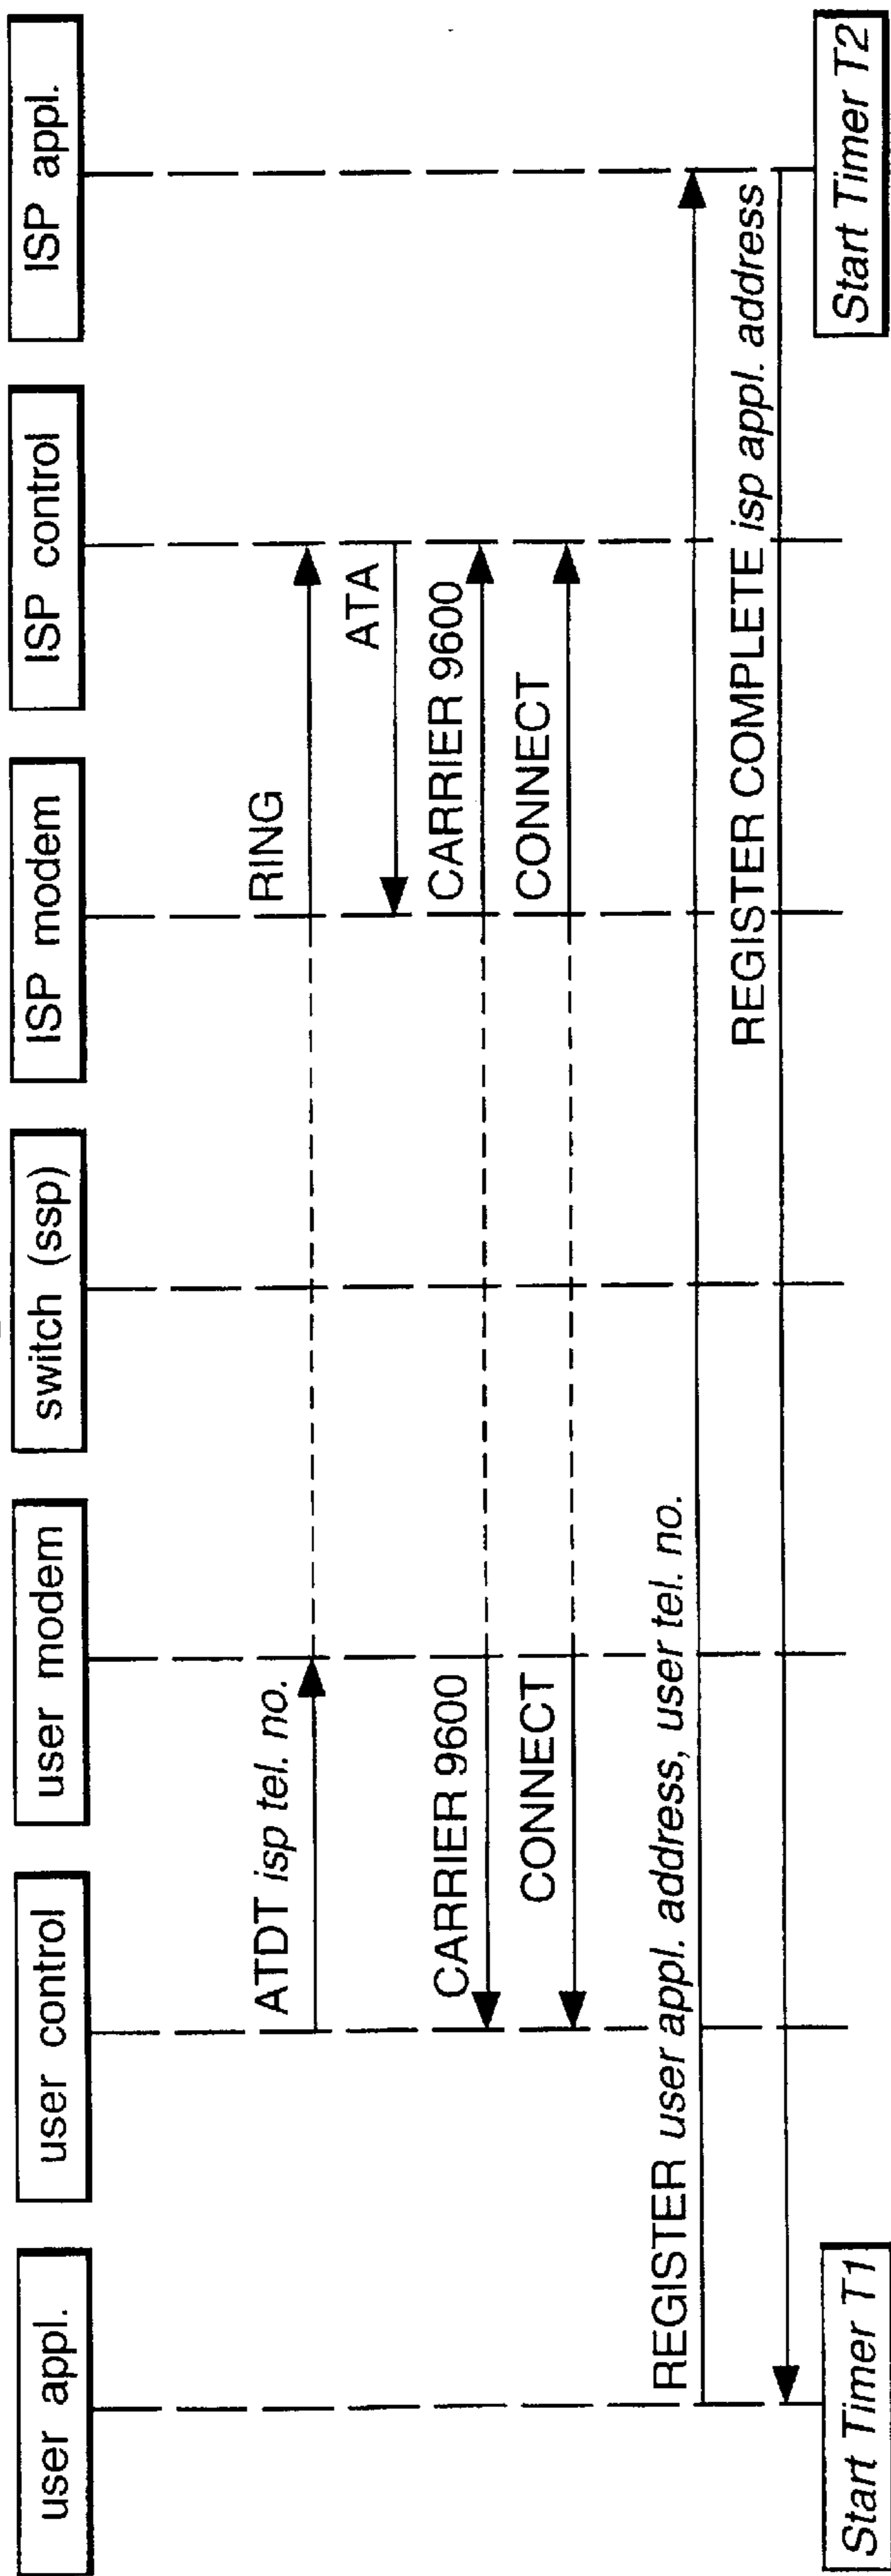 user appl.
user control
user modem
switch (ssp)
ISP modem
ISP control
ISP appl.
ATDT isp tel. no.
RING
ATA
CARRIER 9600
CARRIER 9600
CONNECT
CONNECT
REGISTER user appl. address, user tel. no.
REGISTER COMPLETE isp appl. address
Start Timer T1
Start Timer T2